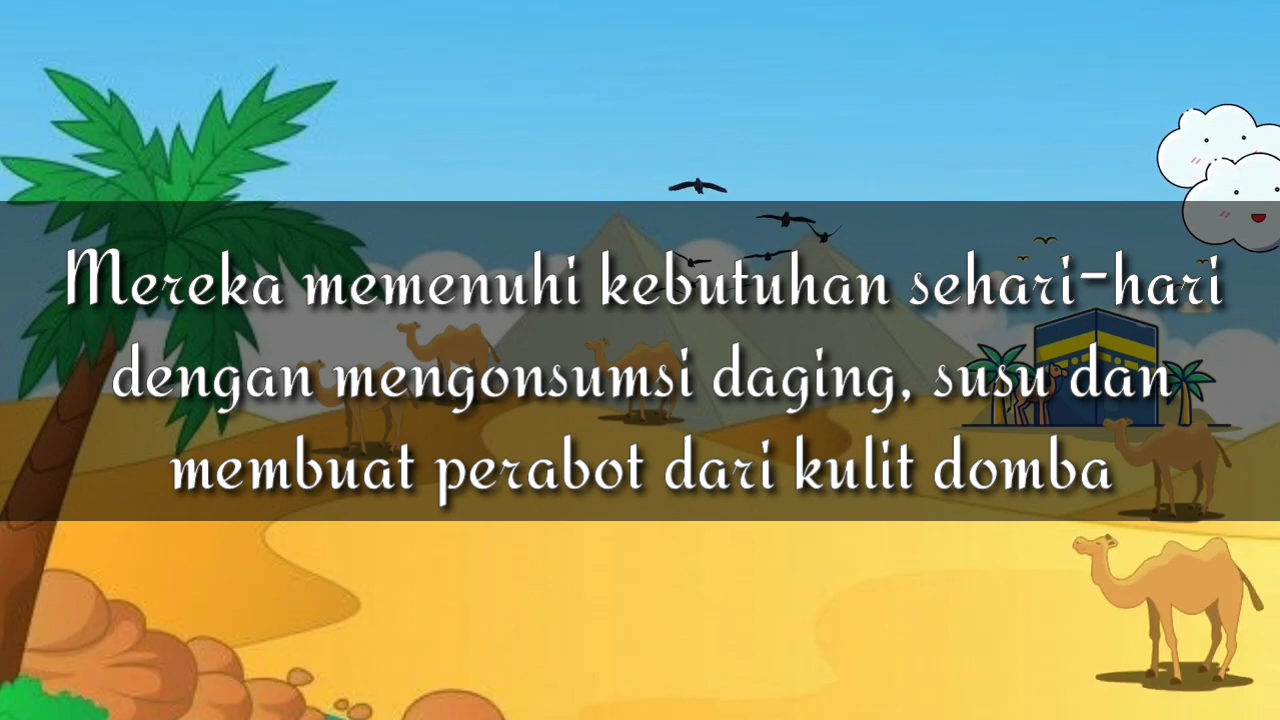 Mereka memenuhi kebutuhan sehari-hari
dengan mengonsumsi daging, susu dan
membuat perabot dari kulit domba